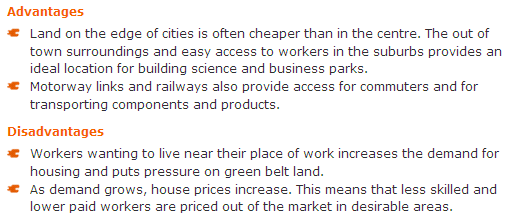 Advantages
Land on the edge of cities is often cheaper than in the centre. The out of
town surroundings and easy access to workers in the suburbs provides an
ideal location for building science and business parks.
Motorway links and railways also provide access for commuters and for
transporting components and products.
Disadvantages
Workers wanting to live near their place of work increases the demand for
housing and puts pressure on green belt land.
As demand grows, house prices increase. This means that less skilled and
lower paid workers are priced out of the market in desirable areas.